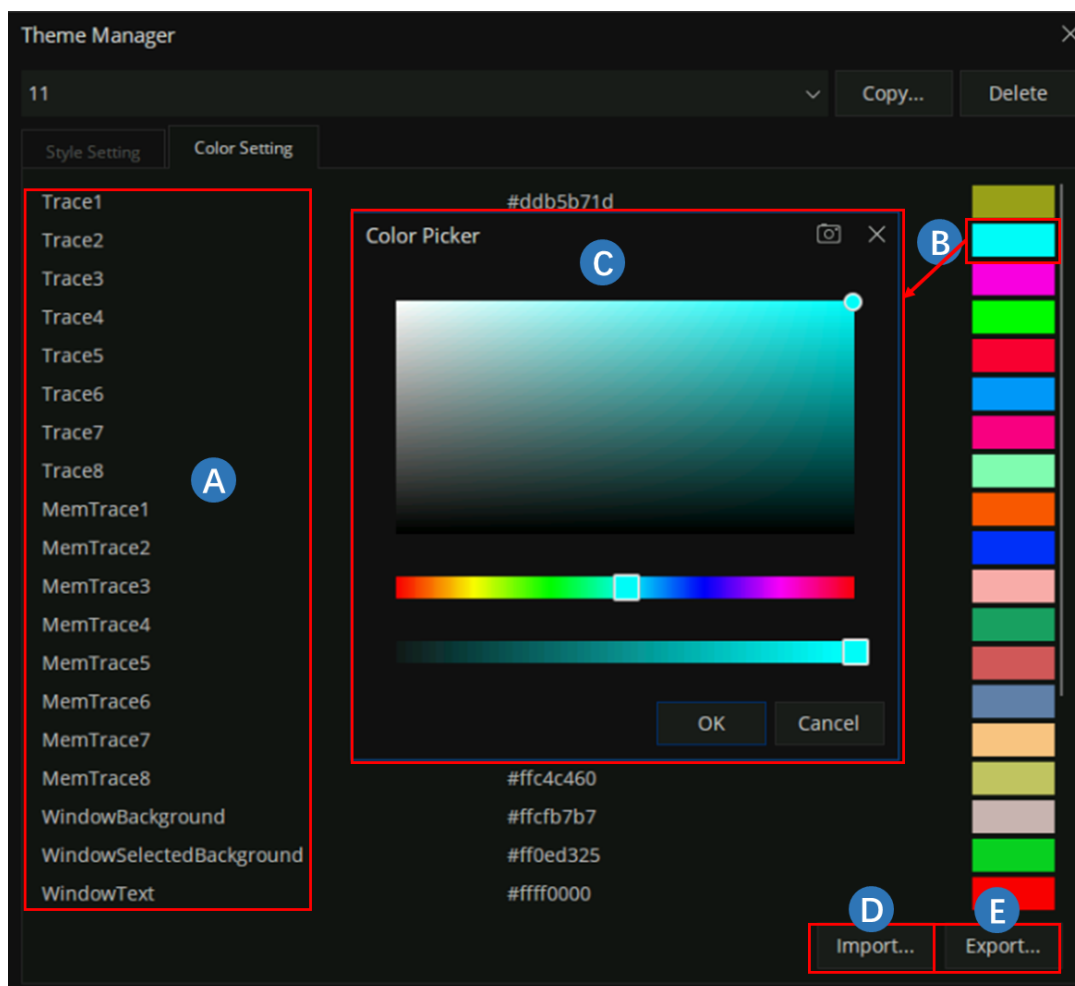 Theme Manager
11
Copy...
Delete
Style Setting
Color Setting
Trace1 #ddb5b71d
Trace2
Color Picker
B
C
Trace3
Trace4
Trace5
Trace6
Trace7
Trace8
A
MemTrace1
MemTrace2
MemTrace3
MemTrace4
MemTrace5
MemTrace6
OK
Cancel
MemTrace7
MemTrace8 #ffc4c460
WindowBackground #ffcfb7b7
WindowSelectedBackground #ff0ed325
WindowText #ffff0000
D
E
Import...
Export...